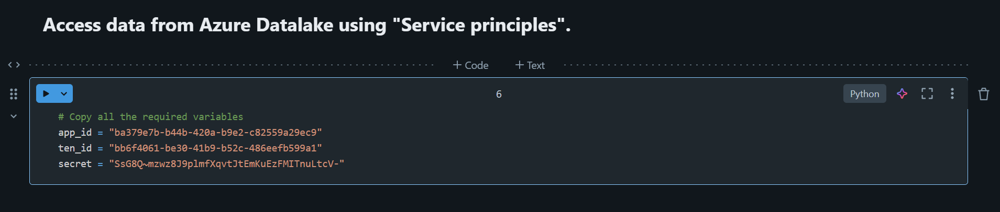 Access data from Azure Datalake using "Service principles".
+ Code + Text
6
Python
# Copy all the required variables
app_id = "ba379e7b-b44b-420a-b9e2-c82559a29ec9"
ten_id = "bb6f4061-be30-41b9-b52c-486eefb599a1"
secret = "SsG8Q~mzwz8J9plmfXqvtJtEmKuEzFMITnuLtcV-"